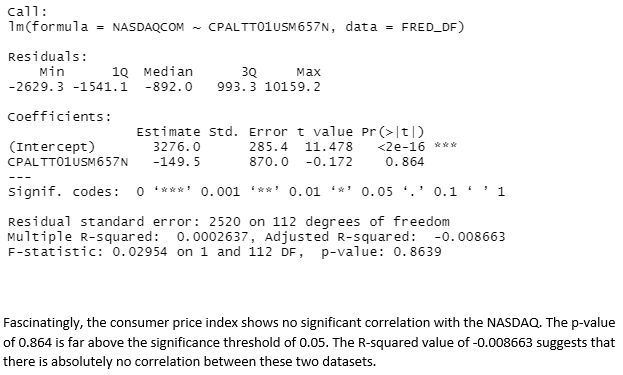 Call:
lm(formula = NASDAQCOM ~ CPALTT01USM657N, data = FRED_DF)
Residuals:
Min 1Q Median 3Q Max
-2629.3 -1541.1 -892.0 993.3 10159.2
Coefficients:
Estimate Std. Error t value Pr(>|t|)
(Intercept) 3276.0 285.4 11.478 <2e-16 ***
CPALTT01USM657N -149.5 870.0 -0.172 0.864
---
Signif. codes: 0 ‘***’ 0.001 ‘**’ 0.01 ‘*’ 0.05 ‘.’ 0.1 ‘ ’ 1
Residual standard error: 2520 on 112 degrees of freedom
Multiple R-squared: 0.0002637, Adjusted R-squared: -0.008663
F-statistic: 0.02954 on 1 and 112 DF, p-value: 0.8639
Fascinatingly, the consumer price index shows no significant correlation with the NASDAQ. The p-value
of 0.864 is far above the significance threshold of 0.05. The R-squared value of -0.008663 suggests that
there is absolutely no correlation between these two datasets.